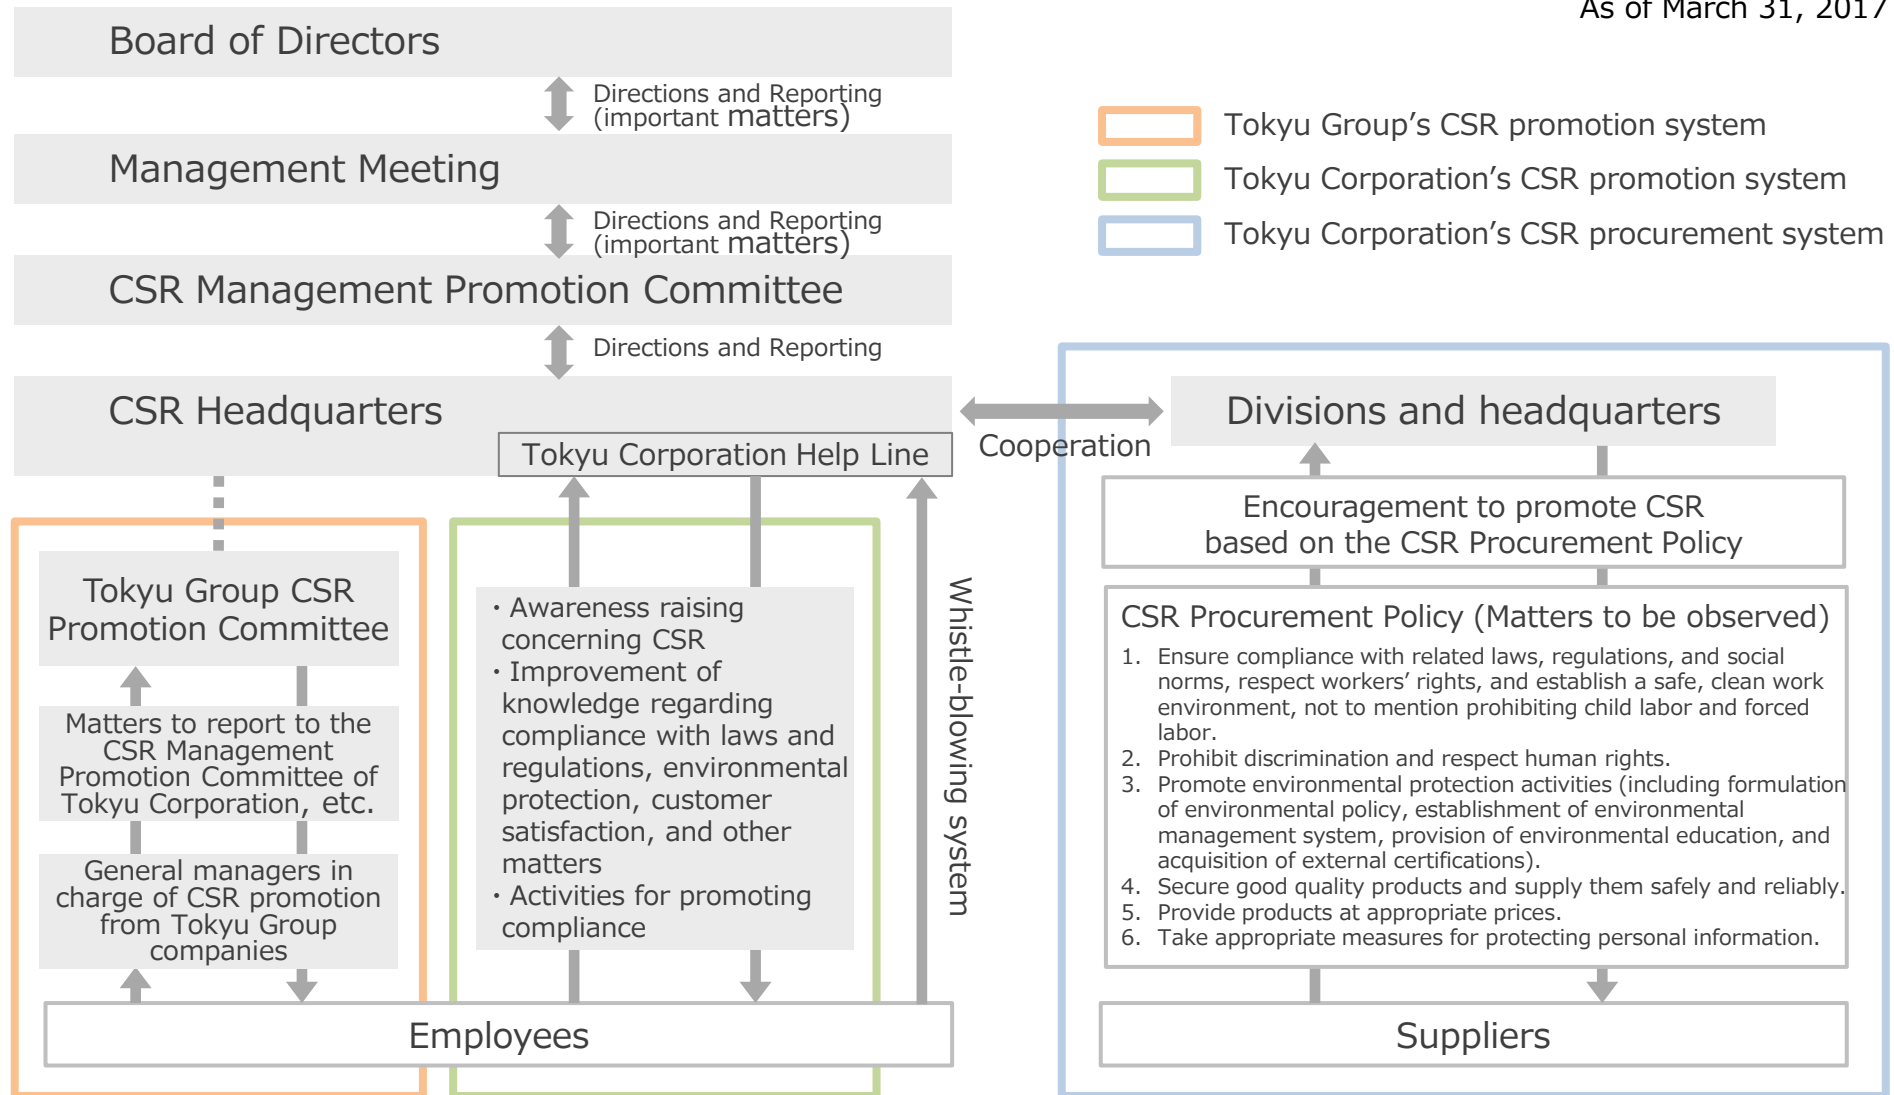 As of March 31, 2017
Board of Directors
Directions and Reporting
(important matters)
Management Meeting
Directions and Reporting
(important matters)
CSR Management Promotion Committee
Directions and Reporting
CSR Headquarters
Tokyu Corporation Help Line
Cooperation
Tokyu Group's CSR promotion system
Tokyu Corporation's CSR promotion system
Tokyu Corporation's CSR procurement system
Tokyu Group CSR
Promotion Committee
Matters to report to the
CSR Management
Promotion Committee of
Tokyu Corporation, etc.
General managers in
charge of CSR promotion
from Tokyu Group
companies
・Awareness raising
concerning CSR
・Improvement of
knowledge regarding
compliance with laws and
regulations, environmental
protection, customer
satisfaction, and other
matters
・Activities for promoting
compliance
Whistle-blowing system
Employees
Divisions and headquarters
Encouragement to promote CSR
based on the CSR Procurement Policy
CSR Procurement Policy (Matters to be observed)
1. Ensure compliance with related laws, regulations, and social
norms, respect workers' rights, and establish a safe, clean work
environment, not to mention prohibiting child labor and forced
labor.
2. Prohibit discrimination and respect human rights.
3. Promote environmental protection activities (including formulation
of environmental policy, establishment of environmental
management system, provision of environmental education, and
acquisition of external certifications).
4. Secure good quality products and supply them safely and reliably.
5. Provide products at appropriate prices.
6. Take appropriate measures for protecting personal information.
Suppliers